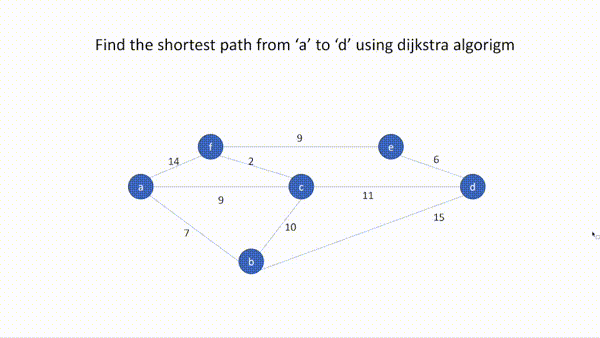 Find the shortest path from ‘a’ to ‘d’ using dijkstra algorigm
9
f
e
14
2
6
a
c
d
9
11
7
10
15
b